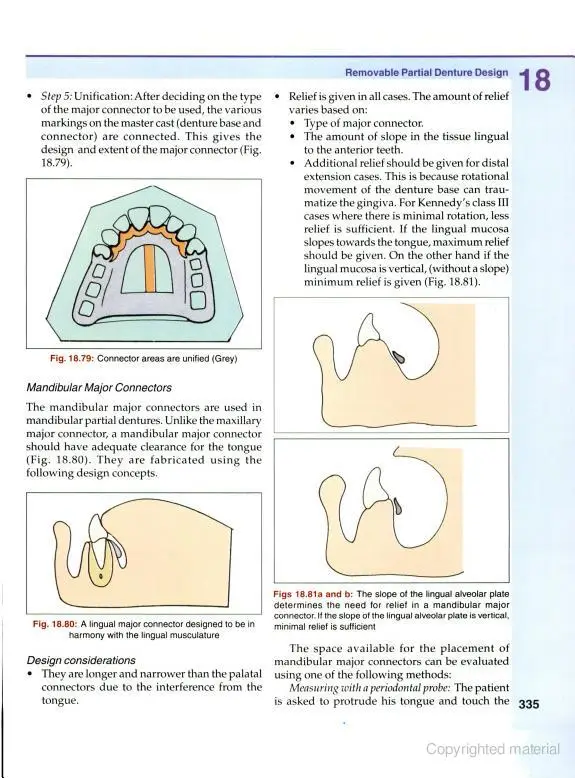 Removable Partial Denture Design 18
• Step 5: Unification: After deciding on the type
of the major connector to be used, the various
markings on the master cast (denture base and
connector) are connected. This gives the
design and extent of the major connector (Fig.
18.79).
Fig. 18.79: Connector areas are unified (Grey)
Mandibular Major Connectors
The mandibular major connectors are used in
mandibular partial dentures. Unlike the maxillary
major connector, a mandibular major connector
should have adequate clearance for the tongue
(Fig. 18.80). They are fabricated using the
following design concepts.
Fig. 18.80: A lingual major connector designed to be in
harmony with the lingual musculature
Design considerations
• They are longer and narrower than the palatal
connectors due to the interference from the
tongue.
• Relief is given in all cases. The amount of relief
varies based on:
• Type of major connector.
• The amount of slope in the tissue lingual
to the anterior teeth.
• Additional relief should be given for distal
extension cases. This is because rotational
movement of the denture base can trau-
matize the gingiva. For Kennedy's class III
cases where there is minimal rotation, less
relief is sufficient. If the lingual mucosa
slopes towards the tongue, maximum relief
should be given. On the other hand if the
lingual mucosa is vertical, (without a slope)
minimum relief is given (Fig. 18.81).
Figs 18.81a and b: The slope of the lingual alveolar plate
determines the need for relief in a mandibular major
connector. If the slope of the lingual alveolar plate is vertical,
minimal relief is sufficient
The space available for the placement of
mandibular major connectors can be evaluated
using one of the following methods:
Measuring with a periodontal probe: The patient
is asked to protrude his tongue and touch the
335
Copyrighted material